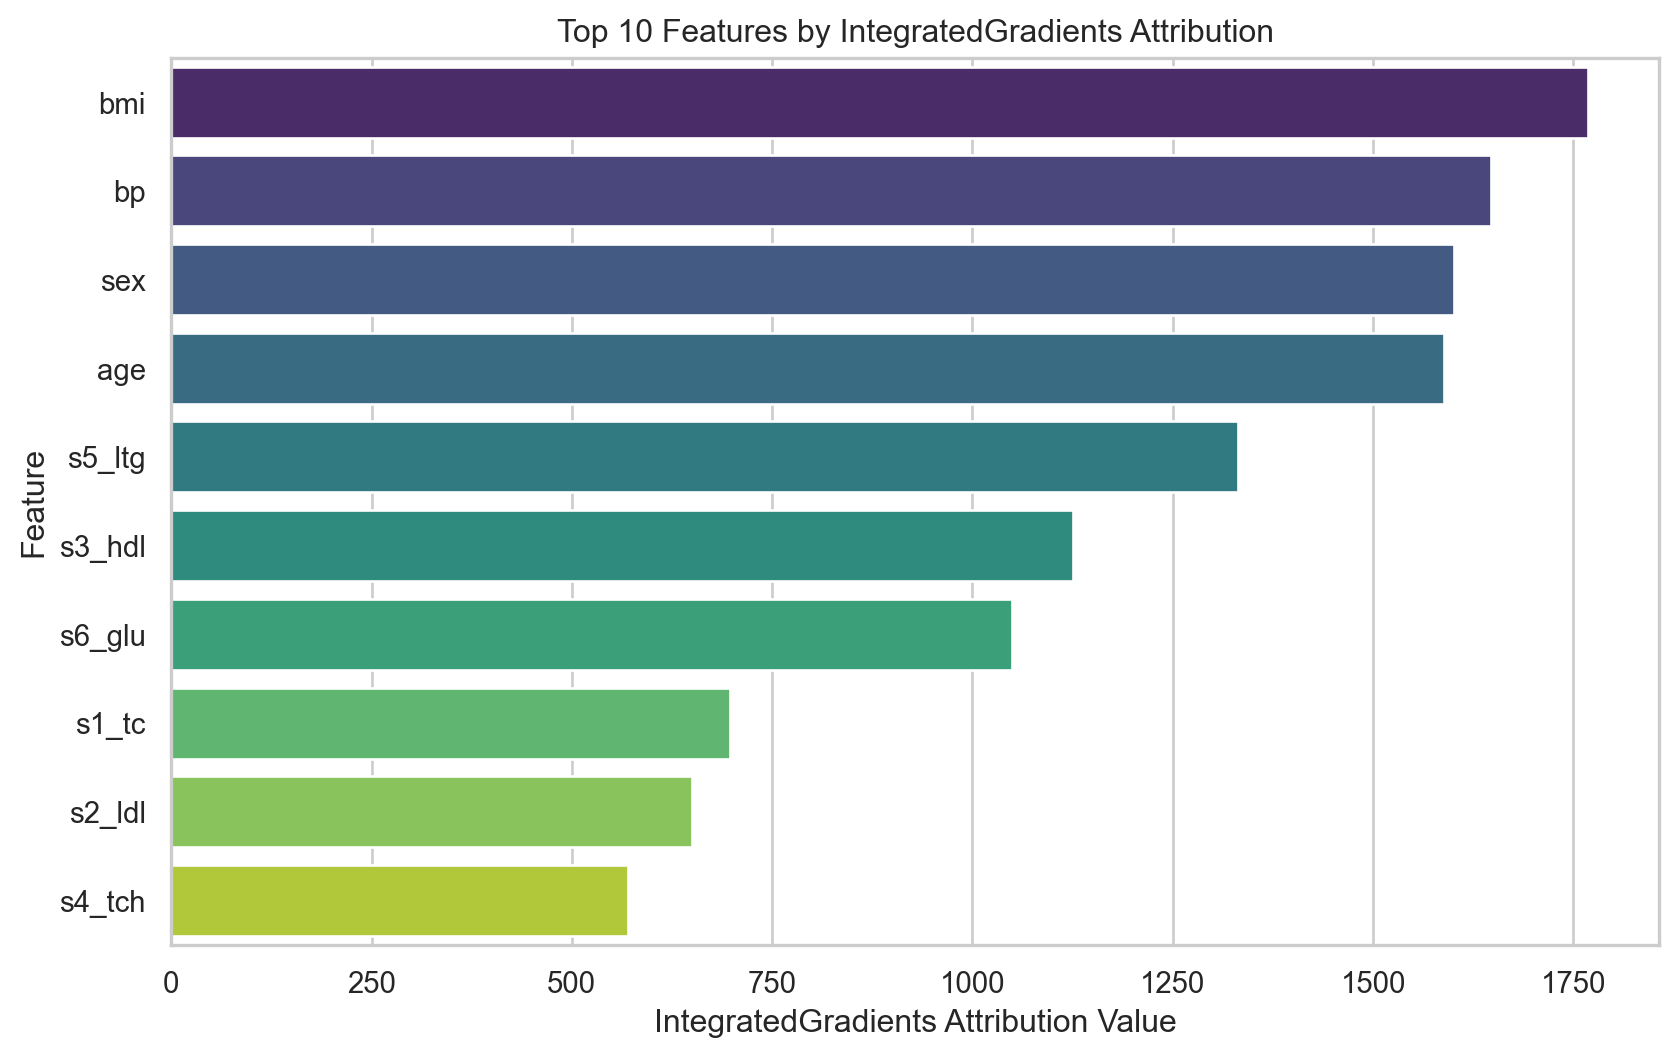 Top 10 Features by IntegratedGradients Attribution
bmi
bp
sex
age
s5_ltg
s3_hdl
s6_glu
s1_tc
s2_ldl
s4_tch
Feature
0 250 500 750 1000 1250 1500 1750
IntegratedGradients Attribution Value